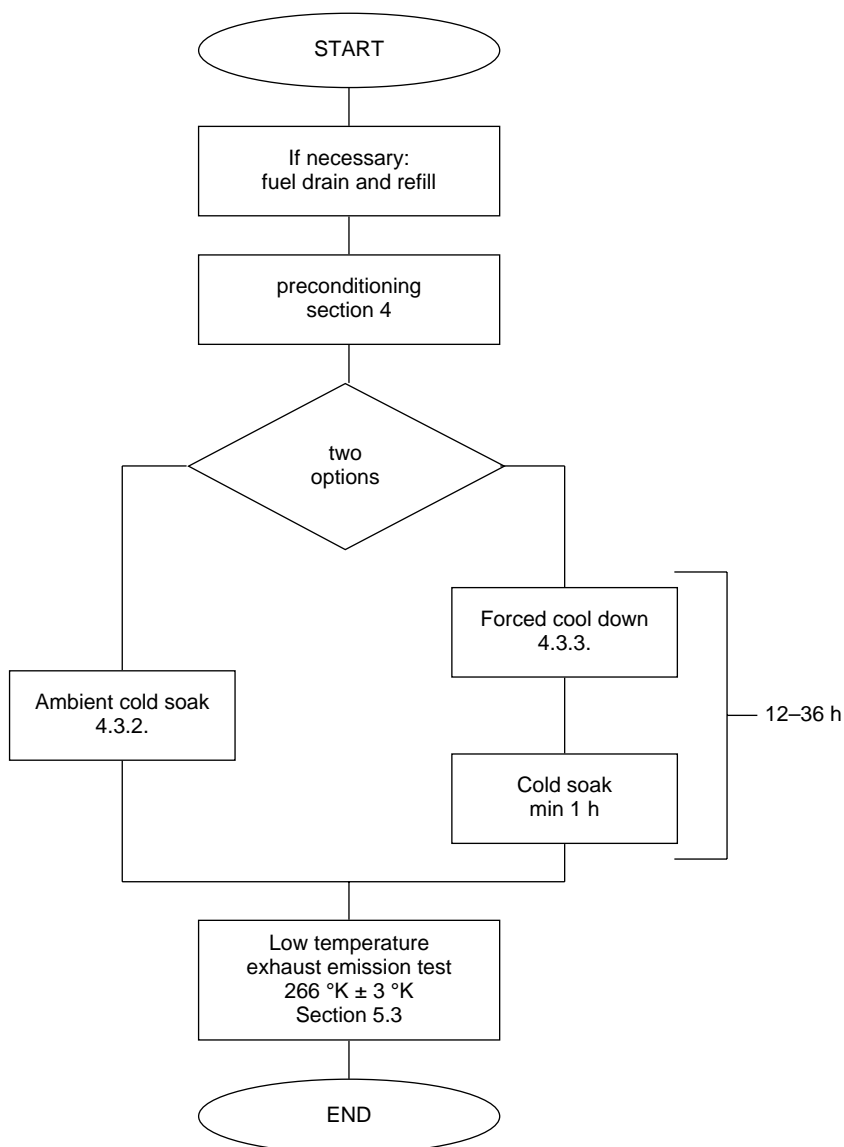 START
If necessary:
fuel drain and refill
preconditioning
section 4
two
options
Forced cool down
4.3.3.
Ambient cold soak
4.3.2.
12–36 h
Cold soak
min 1 h
Low temperature
exhaust emission test
266 °K ± 3 °K
Section 5.3
END